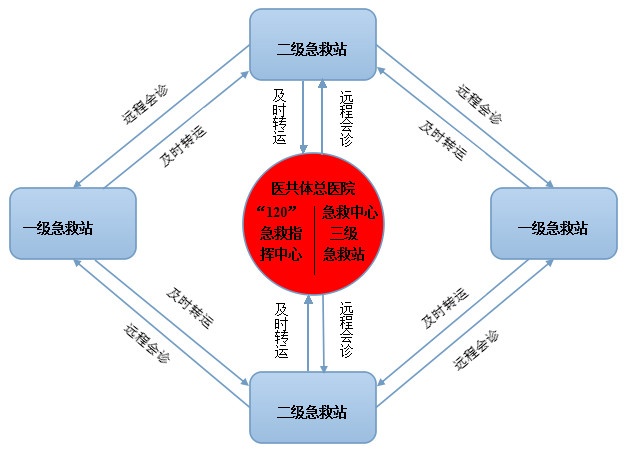 二级急救站
远程会诊
及时转运
及时转运
远程会诊
远程会诊
及时转运
医共体总医院
“120”
急救指
挥中心
急救中心
三级
急救站
一级急救站
一级急救站
及时转运
远程会诊
及时转运
远程会诊
及时转运
远程会诊
二级急救站